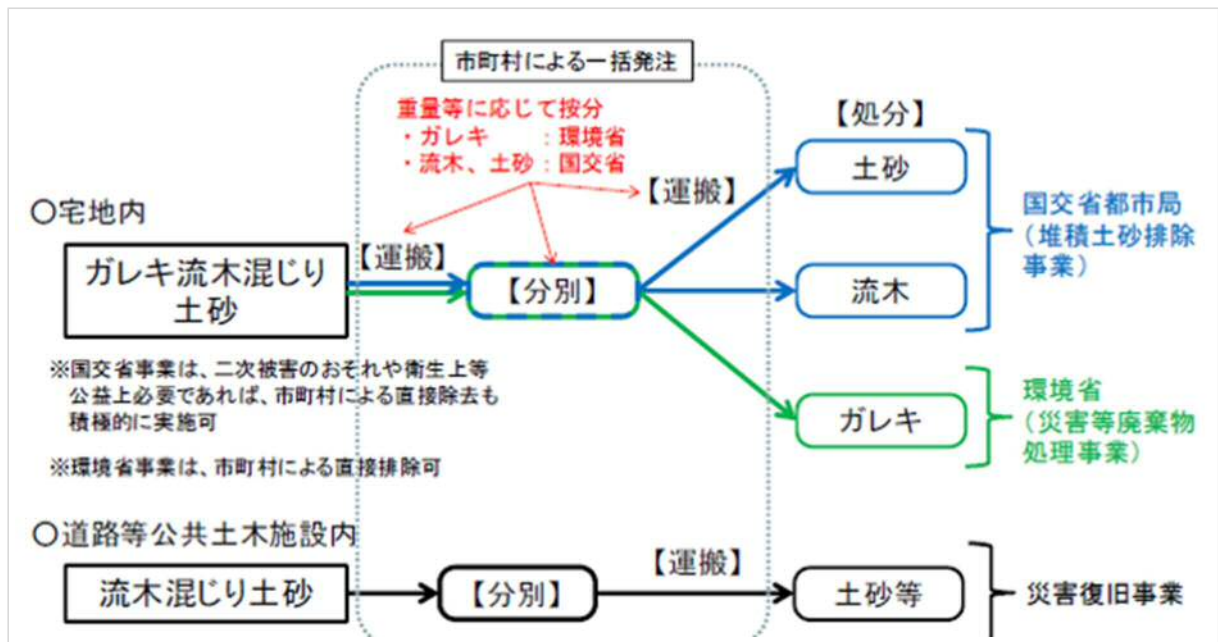 市町村による一括発注
重量等に応じて按分
・ガレキ　　：環境省
・流木、土砂：国交省
【処分】
土砂
【運搬】
〇宅地内
国交省都市局
（堆積土砂排除
事業）
【運搬】
ガレキ流木混じり
土砂
【分別】
流木
※国交省事業は、二次被害のおそれや衛生上等
公益上必要であれば、市町村による直接除去も
積極的に実施可
環境省
（災害等廃棄物
処理事業）
ガレキ
※環境省事業は、市町村による直接排除可
〇道路等公共土木施設内
【運搬】
流木混じり土砂
【分別】
土砂等
災害復旧事業